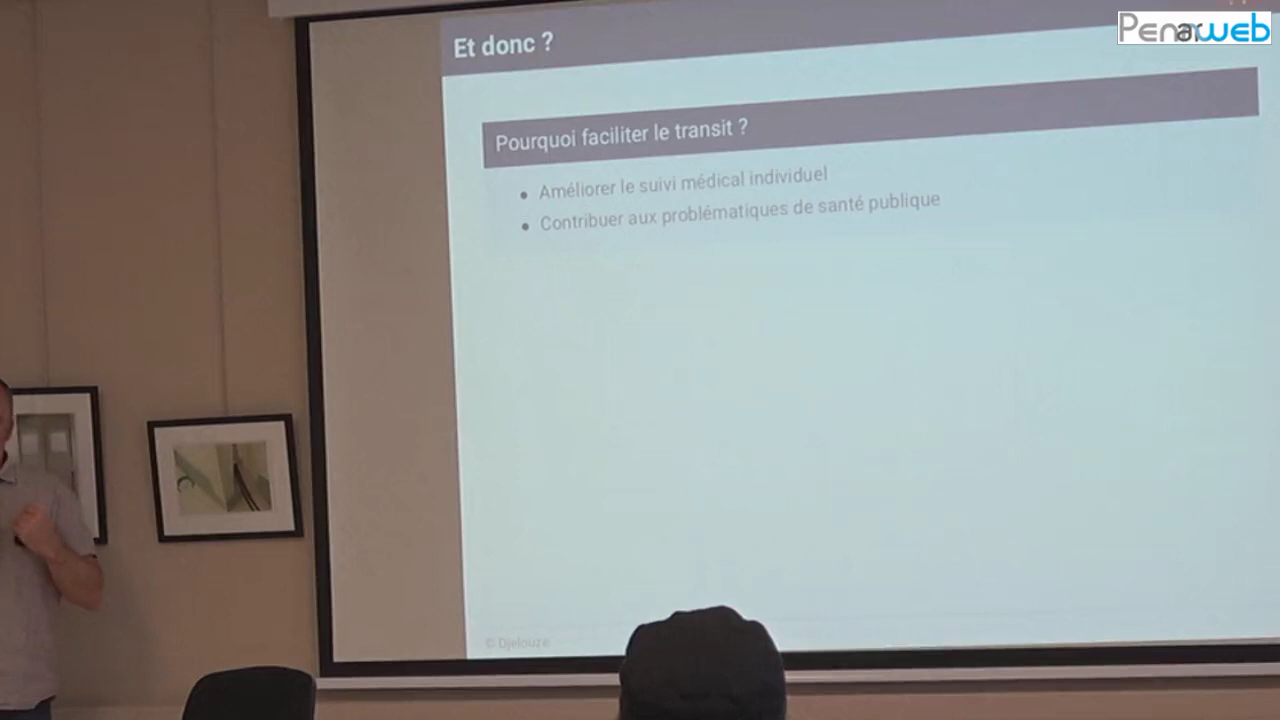 Et donc ?
Penarweb
Pourquoi faciliter le transit ?
• Améliorer le suivi médical individuel
• Contribuer aux problématiques de santé publique
© Djelouze